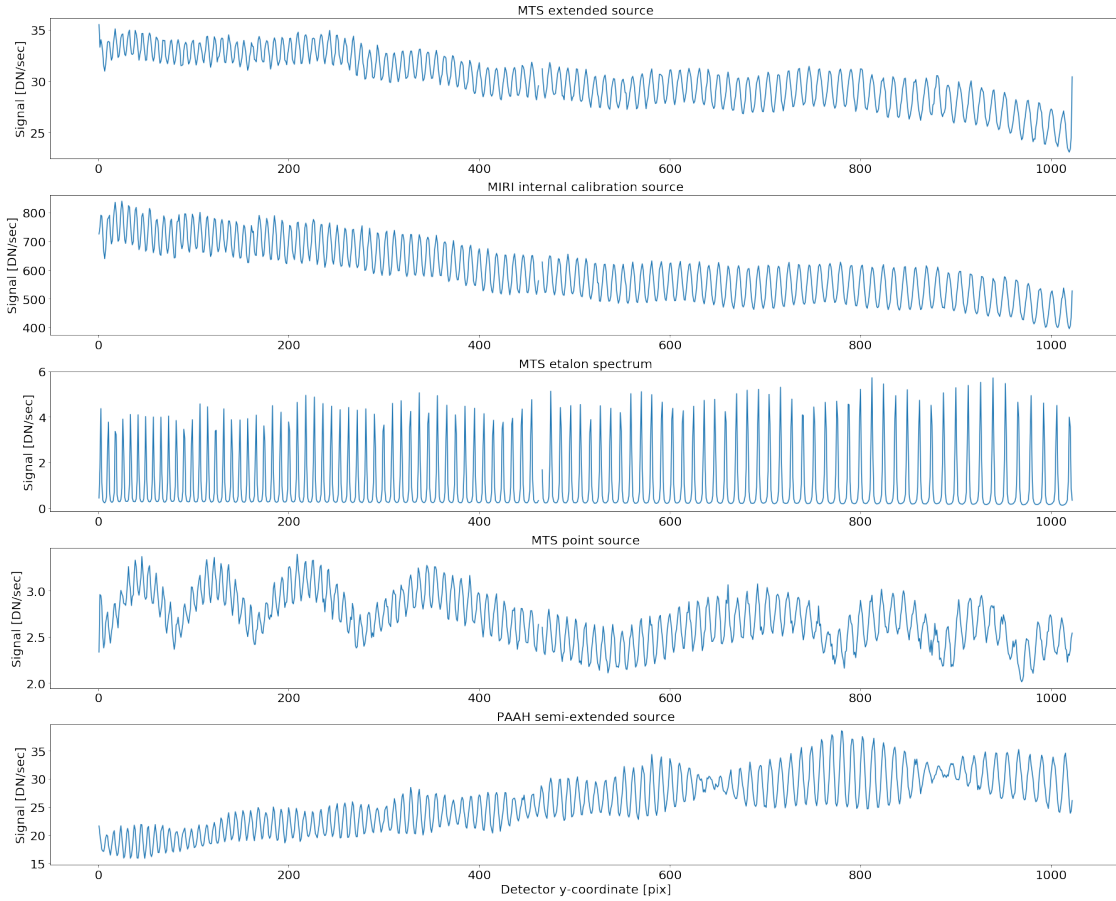 MTS extended source
Signal [DN/sec]
35
30
25
0 200 400 600 800 1000
MIRI internal calibration source
Signal [DN/sec]
800
700
600
500
400
0 200 400 600 800 1000
MTS etalon spectrum
Signal [DN/sec]
6
4
2
0
0 200 400 600 800 1000
MTS point source
Signal [DN/sec]
3.0
2.5
2.0
0 200 400 600 800 1000
PAAH semi-extended source
Signal [DN/sec]
35
30
25
20
15
0 200 400 600 800 1000
Detector y-coordinate [pix]